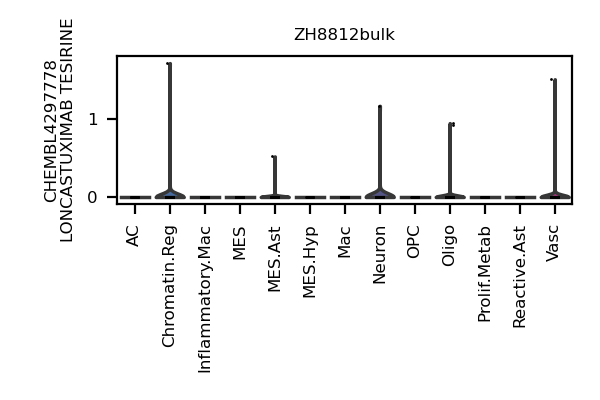 ZH8812bulk
CHEMBL4297778
LONCASTUXIMAB TESIRINE
1
0
AC
Chromatin.Reg
Inflammatory.Mac
MES
MES.Ast
MES.Hyp
Mac
Neuron
OPC
Oligo
Prolif.Metab
Reactive.Ast
Vasc